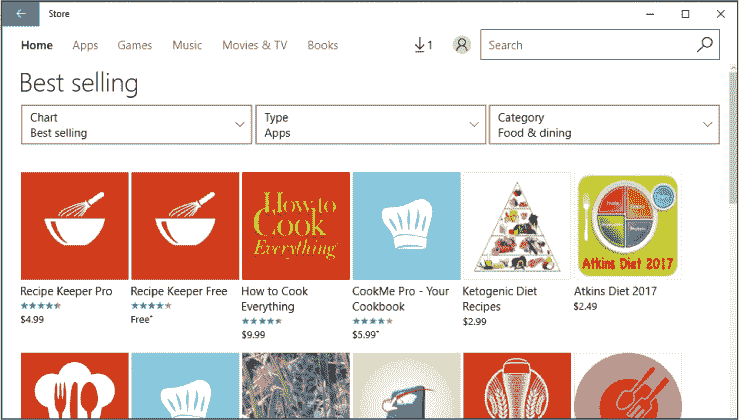 Store
Home Apps Games Music Movies & TV Books
1
Search
Best selling
Chart
Best selling
Type
Apps
Category
Food & dining
How to
Cook
Everything
Atkins Diet 2017
Recipe Keeper Pro
$4.99
Recipe Keeper Free
Free*
How to Cook
Everything
$9.99
CookMe Pro - Your
Cookbook
$5.99*
Ketogenic Diet
Recipes
$2.99
Atkins Diet 2017
$2.49